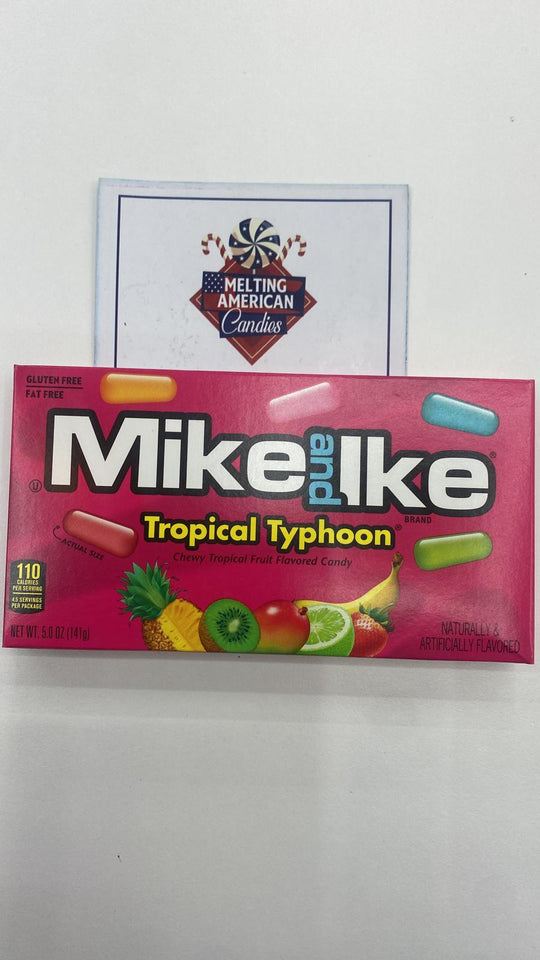 MELTING
AMERICAN
Candies
GLUTEN FREE
FAT FREE
Mike and Ike®
BRAND
Tropical Typhoon®
Chewy Tropical Fruit Flavored Candy
ACTUAL SIZE
110
CALORIES
PER SERVING
4.5 SERVINGS
PER PACKAGE
NET WT. 5.0 OZ (141g)
NATURALLY &
ARTIFICIALLY FLAVORED